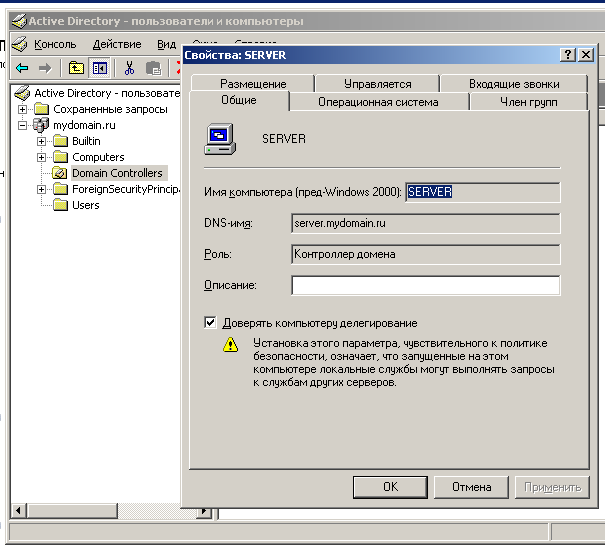 Active Directory - пользователи и компьютеры
Консоль Действие Вид Окно Справка
Свойства: SERVER
Размещение Управляется Входящие звонки
Общие Операционная система Член групп
Active Directory - пользовате
Сохраненные запросы
mydomain.ru
Builtin
Computers
Domain Controllers
ForeignSecurityPrincipa
Users
SERVER
Имя компьютера (пред-Windows 2000): SERVER
DNS-имя: server.mydomain.ru
Роль: Контроллер домена
Описание:
Доверять компьютеру делегирование
Установка этого параметра, чувствительного к политике
безопасности, означает, что запущенные на этом
компьютере локальные службы могут выполнять запросы
к службам других серверов.
OK Отмена Применить